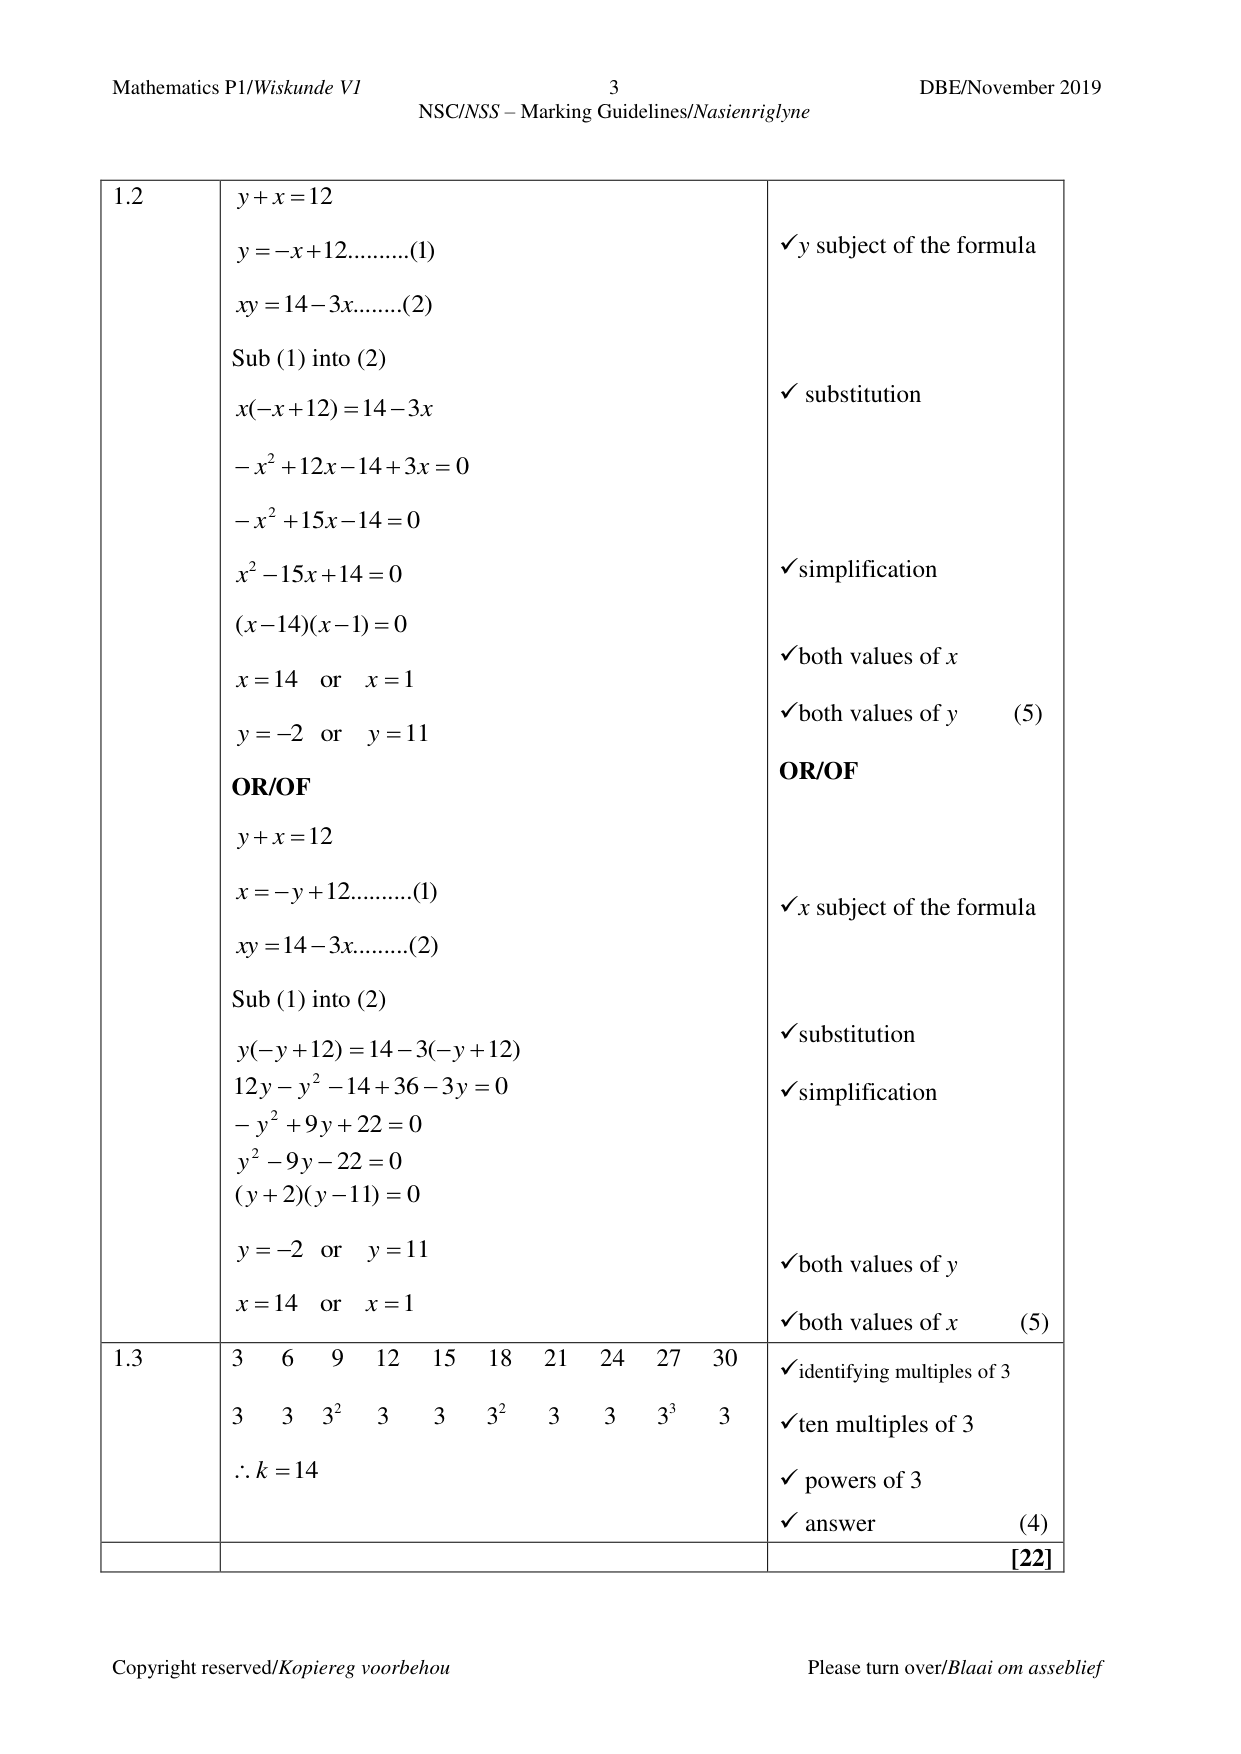 Mathematics P1/Wiskunde V1 3 DBE/November 2019
NSC/NSS – Marking Guidelines/Nasienriglyne
1.2 y + x = 12
y = −x + 12..........(1) ✓y subject of the formula
xy = 14 − 3x........(2)
Sub (1) into (2)
x(−x + 12) = 14 − 3x ✓ substitution
− x² + 12x − 14 + 3x = 0
− x² + 15x − 14 = 0
x² − 15x + 14 = 0 ✓simplification
(x − 14)(x − 1) = 0
x = 14 or x = 1 ✓both values of x
y = −2 or y = 11 ✓both values of y (5)
OR/OF OR/OF
y + x = 12
x = −y + 12..........(1) ✓x subject of the formula
xy = 14 − 3x.........(2)
Sub (1) into (2)
y(−y + 12) = 14 − 3(−y + 12) ✓substitution
12y − y² − 14 + 36 − 3y = 0 ✓simplification
− y² + 9y + 22 = 0
y² − 9y − 22 = 0
(y + 2)(y − 11) = 0
y = −2 or y = 11 ✓both values of y
x = 14 or x = 1 ✓both values of x (5)
1.3 3 6 9 12 15 18 21 24 27 30 ✓identifying multiples of 3
3 3 3² 3 3 3² 3 3 3³ 3 ✓ten multiples of 3
∴ k = 14 ✓ powers of 3
✓ answer (4)
[22]
Copyright reserved/Kopiereg voorbehou Please turn over/Blaai om asseblief